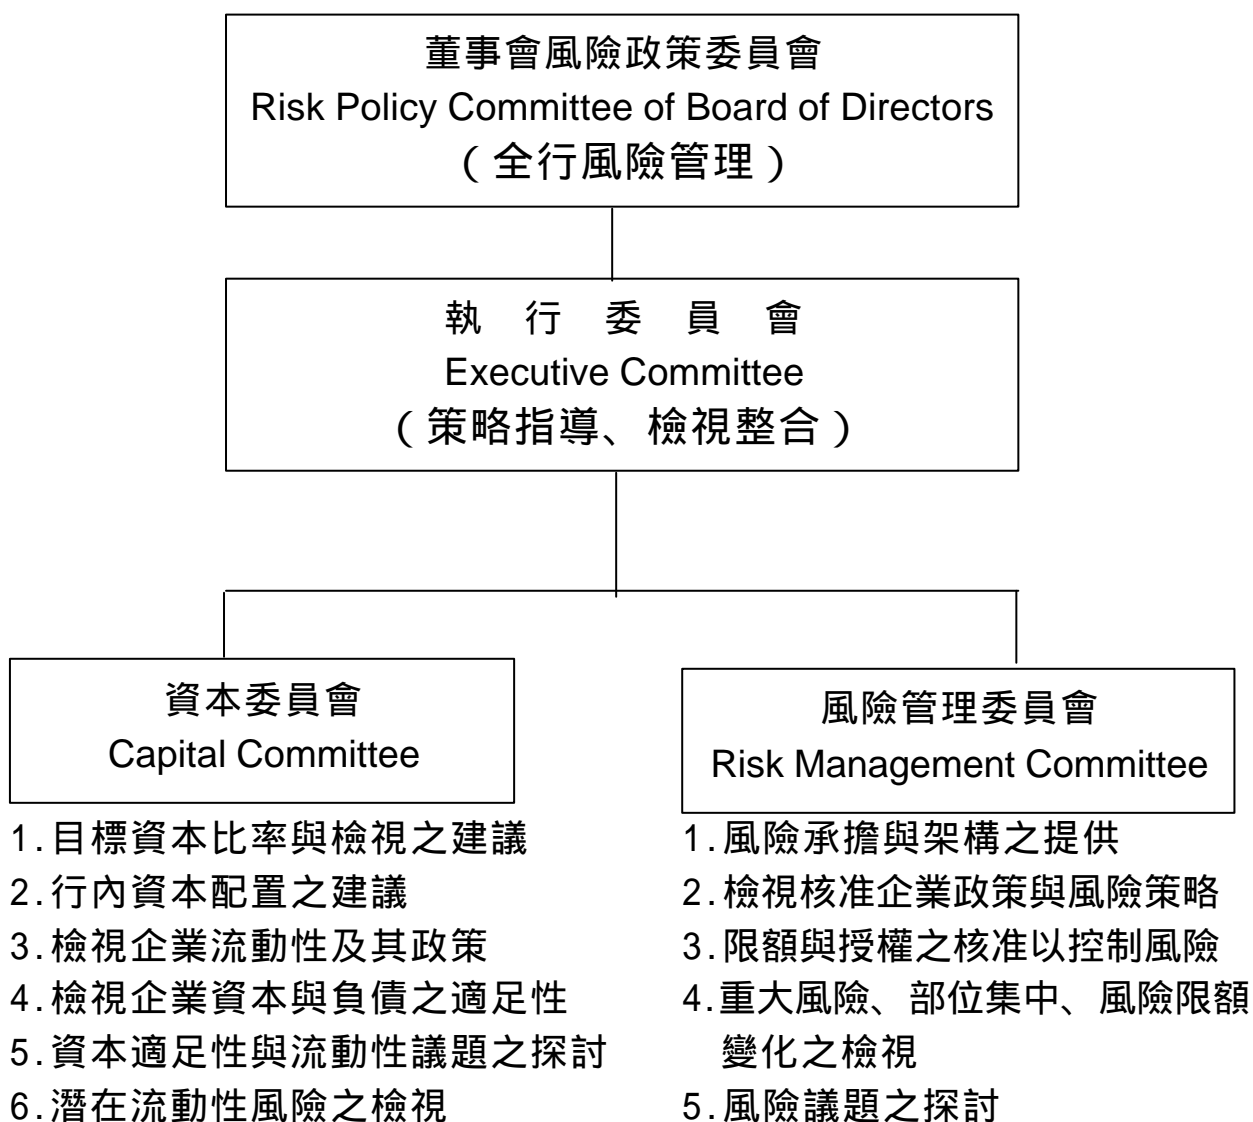 董事會風險政策委員會
Risk Policy Committee of Board of Directors
（全行風險管理）
執 行 委 員 會
Executive Committee
（策略指導、檢視整合）
資本委員會
Capital Committee
1.目標資本比率與檢視之建議
2.行內資本配置之建議
3.檢視企業流動性及其政策
4.檢視企業資本與負債之適足性
5.資本適足性與流動性議題之探討
6.潛在流動性風險之檢視
風險管理委員會
Risk Management Committee
1.風險承擔與架構之提供
2.檢視核准企業政策與風險策略
3.限額與授權之核准以控制風險
4.重大風險、部位集中、風險限額
變化之檢視
5.風險議題之探討